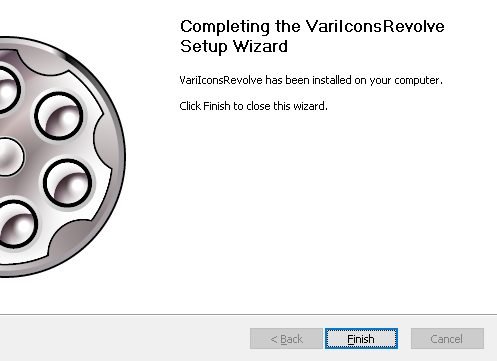 Completing the VariIconsRevolve
Setup Wizard
VariIconsRevolve has been installed on your computer.
Click Finish to close this wizard.
< Back
Finish
Cancel